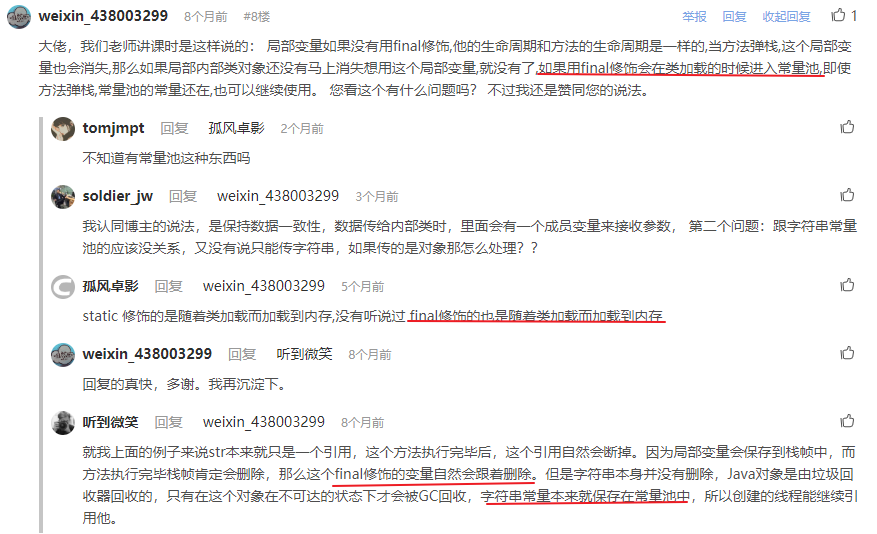 weixin_438003299 8个月前 #8楼 举报 回复 收起回复 1
大佬，我们老师讲课时是这样说的： 局部变量如果没有用final修饰,他的生命周期和方法的生命周期是一样的,当方法弹栈,这个局部变
量也会消失,那么如果局部内部类对象还没有马上消失想用这个局部变量,就没有了,如果用final修饰会在类加载的时候进入常量池,即使
方法弹栈,常量池的常量还在,也可以继续使用。 您看这个有什么问题吗？ 不过我还是赞同您的说法。
tomjmpt 回复 孤风卓影 2个月前
不知道有常量池这种东西吗
soldier_jw 回复 weixin_438003299 3个月前
我认同博主的说法，是保持数据一致性，数据传给内部类时，里面会有一个成员变量来接收参数， 第二个问题：跟字符串常量
池的应该没关系，又没有说只能传字符串，如果传的是对象那怎么处理？？
孤风卓影 回复 weixin_438003299 5个月前
static 修饰的是随着类加载而加载到内存,没有听说过 final修饰的也是随着类加载而加载到内存
weixin_438003299 回复 听到微笑 8个月前
回复的真快，多谢。我再沉淀下。
听到微笑 回复 weixin_438003299 8个月前
就我上面的例子来说str本来就只是一个引用，这个方法执行完毕后，这个引用自然会断掉。因为局部变量会保存到栈帧中，而
方法执行完毕栈帧肯定会删除，那么这个final修饰的变量自然会跟着删除。但是字符串本身并没有删除，Java对象是由垃圾回
收器回收的，只有在这个对象在不可达的状态下才会被GC回收，字符串常量本来就保存在常量池中，所以创建的线程能继续引
用他。